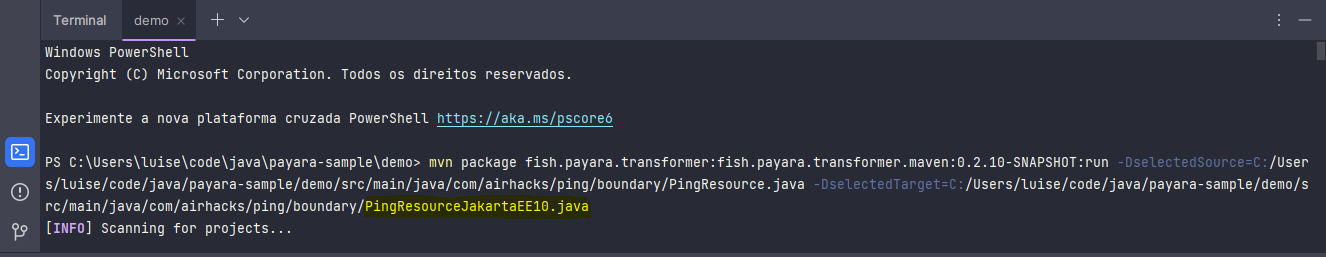 Terminal demo
Windows PowerShell
Copyright (C) Microsoft Corporation. Todos os direitos reservados.
Experimente a nova plataforma cruzada PowerShell https://aka.ms/pscore6
PS C:\Users\luise\code\java\payara-sample\demo> mvn package fish.payara.transformer:fish.payara.transformer.maven:0.2.10-SNAPSHOT:run -DselectedSource=C:/User
s/luise/code/java/payara-sample/demo/src/main/java/com/airhacks/ping/boundary/PingResource.java -DselectedTarget=C:/Users/luise/code/java/payara-sample/demo/s
rc/main/java/com/airhacks/ping/boundary/PingResourceJakartaEE10.java
[INFO] Scanning for projects...